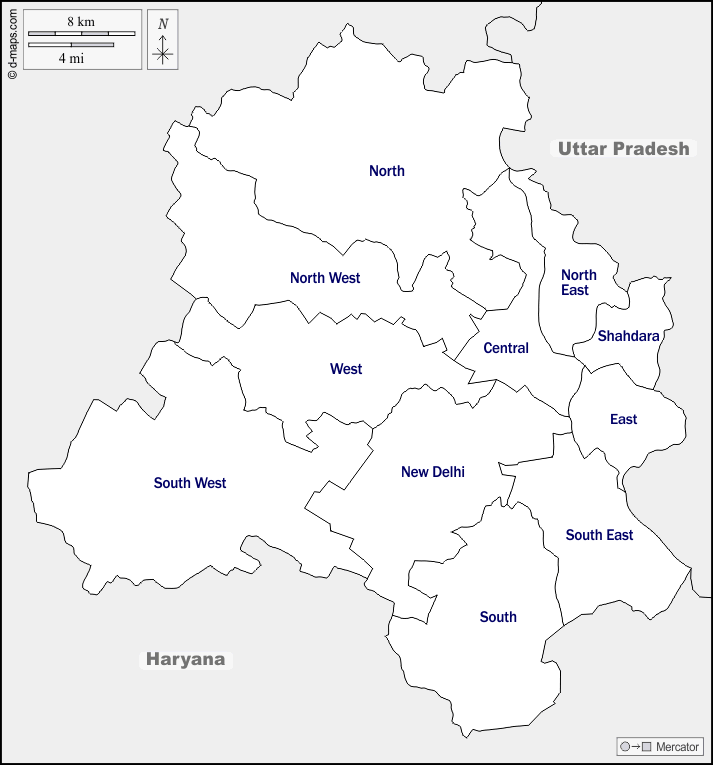 © d-maps.com
8 km
4 mi
N
Uttar Pradesh
North
North West
North
East
Shahdara
Central
West
East
New Delhi
South West
South East
South
Haryana
Mercator